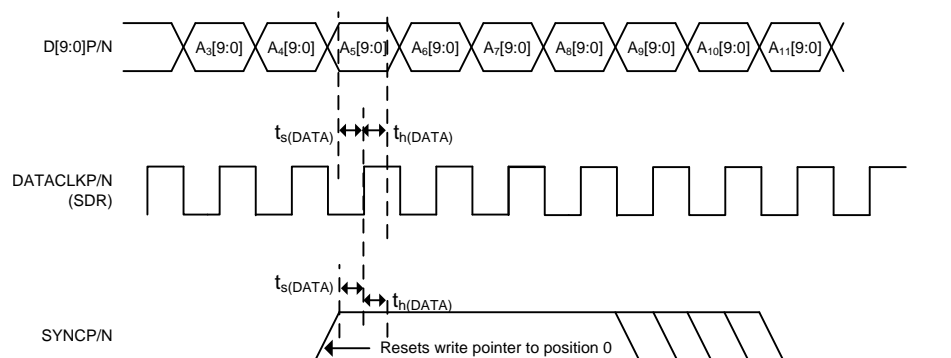 D[9:0]P/N
A3[9:0] A4[9:0] A5[9:0] A6[9:0] A7[9:0] A8[9:0] A9[9:0] A10[9:0] A11[9:0]
ts(DATA) th(DATA)
DATACLKP/N
(SDR)
ts(DATA) th(DATA)
SYNCP/N
Resets write pointer to position 0